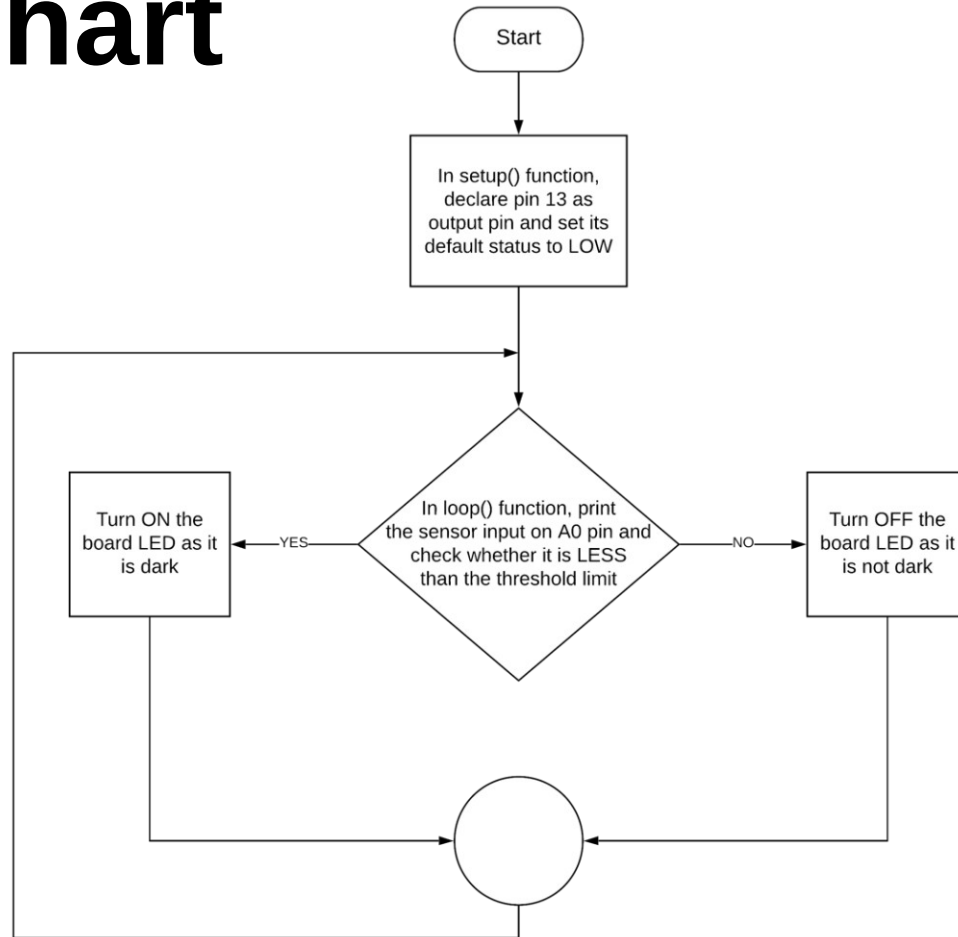 hart
Start
In setup() function,
declare pin 13 as
output pin and set its
default status to LOW
In loop() function, print
the sensor input on A0 pin and
check whether it is LESS
than the threshold limit
YES
NO
Turn ON the
board LED as it
is dark
Turn OFF the
board LED as it
is not dark